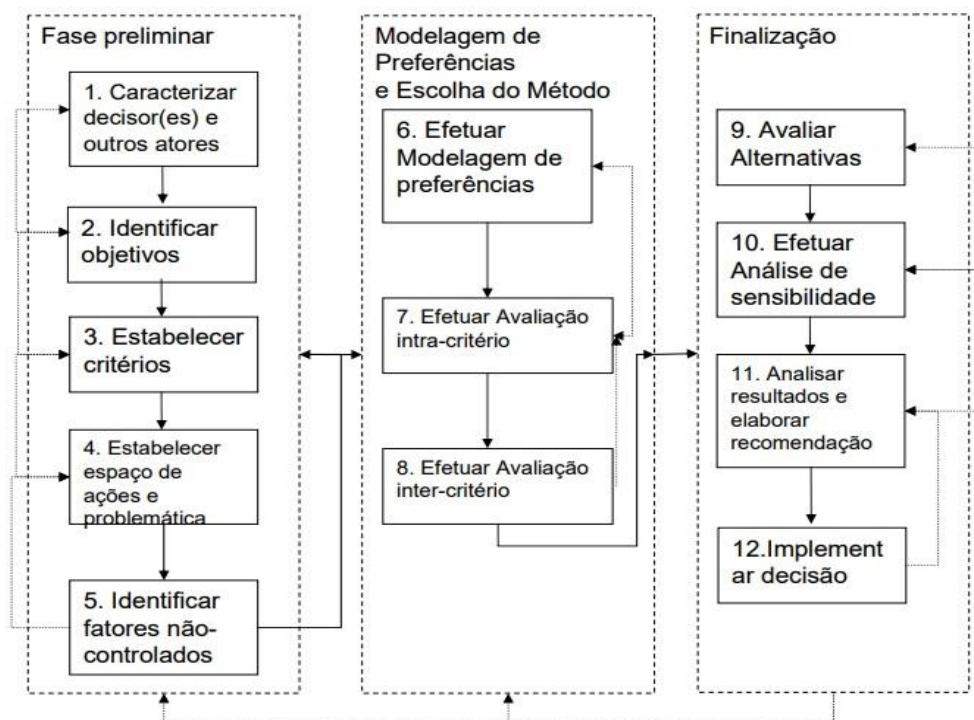 Fase preliminar
1. Caracterizar
decisor(es) e
outros atores
2. Identificar
objetivos
3. Estabelecer
critérios
4. Estabelecer
espaço de
ações e
problemática
5. Identificar
fatores não-
controlados
Modelagem de
Preferências
e Escolha do Método
6. Efetuar
Modelagem de
preferências
7. Efetuar Avaliação
intra-critério
8. Efetuar Avaliação
inter-critério
Finalização
9. Avaliar
Alternativas
10. Efetuar
Análise de
sensibilidade
11. Analisar
resultados e
elaborar
recomendação
12.Implement
ar decisão